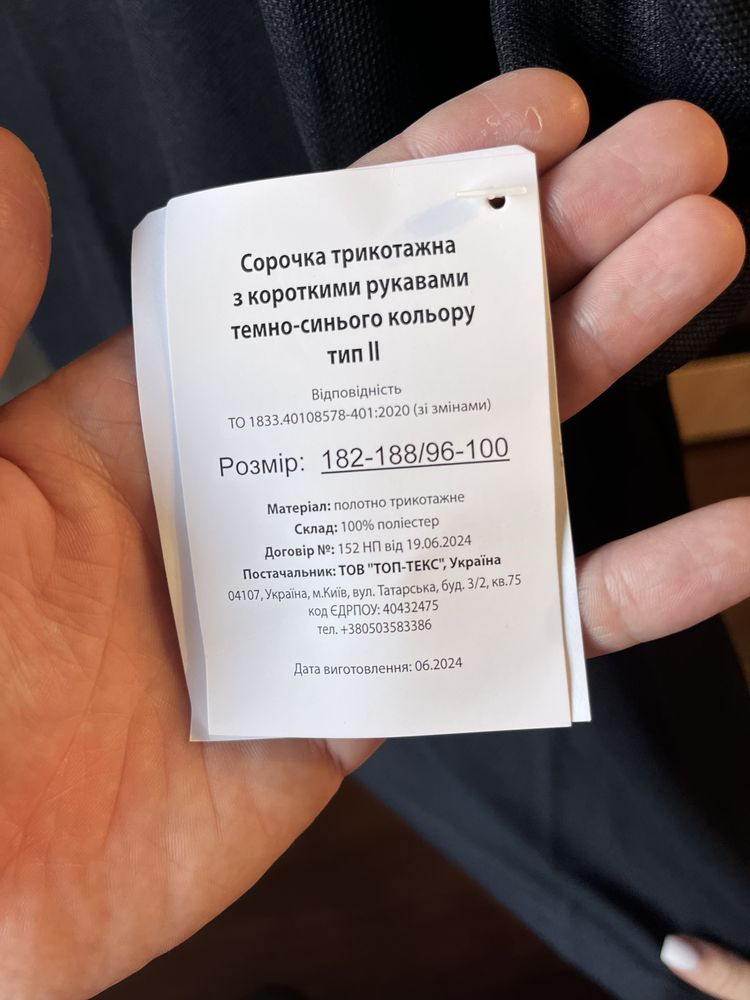 Сорочка трикотажна
з короткими рукавами
темно-синього кольору
тип II
Відповідність
ТО 1833.40108578-401:2020 (зі змінами)
Розмір: 182-188/96-100
Матеріал: полотно трикотажне
Склад: 100% поліестер
Договір №: 152 НП від 19.06.2024
Постачальник: ТОВ "ТОП-ТЕКС", Україна
04107, Україна, м.Київ, вул. Татарська, буд. 3/2, кв.75
код ЄДРПОУ: 40432475
тел. +380503583386
Дата виготовлення: 06.2024